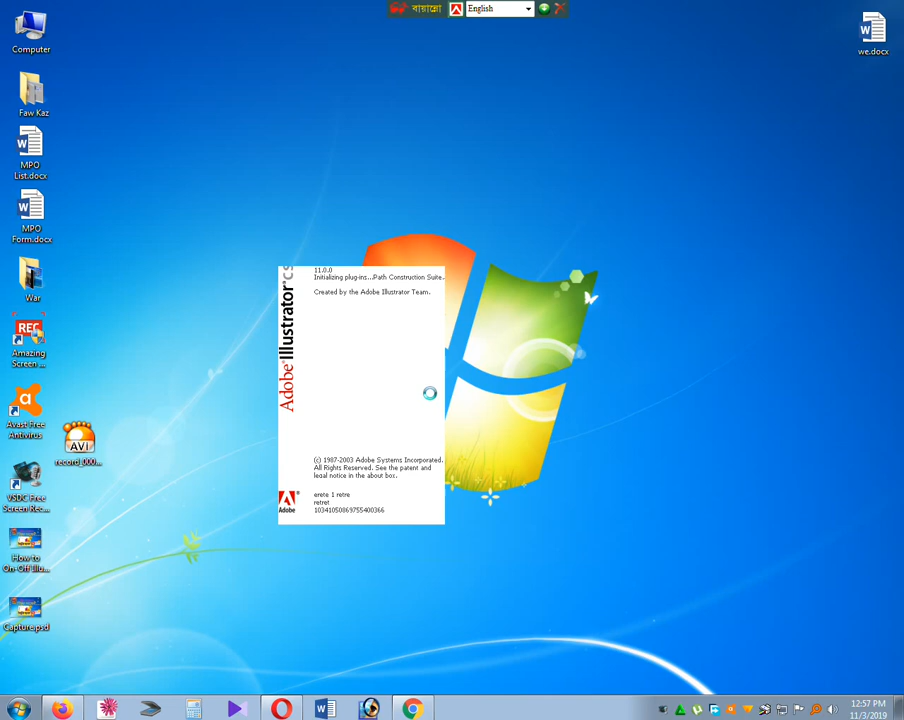 বায়ান্নো
English
Computer
Faw Kaz
MPO
List.docx
MPO
Form.docx
War
REC
Amazing
Screen ...
Avast Free
Antivirus
AVI
record_000...
VSDC Free
Screen Rec...
How to
On-Off Illu...
Capture.psd
we.docx
Adobe® Illustrator® CS
11.0.0
Initializing plug-ins...Path Construction Suite.
Created by the Adobe Illustrator Team.
(c) 1987-2003 Adobe Systems Incorporated.
All Rights Reserved. See the patent and
legal notice in the about box.
Adobe
erete 1 retre
retret
10341050869755400366
12:57 PM
11/3/2019